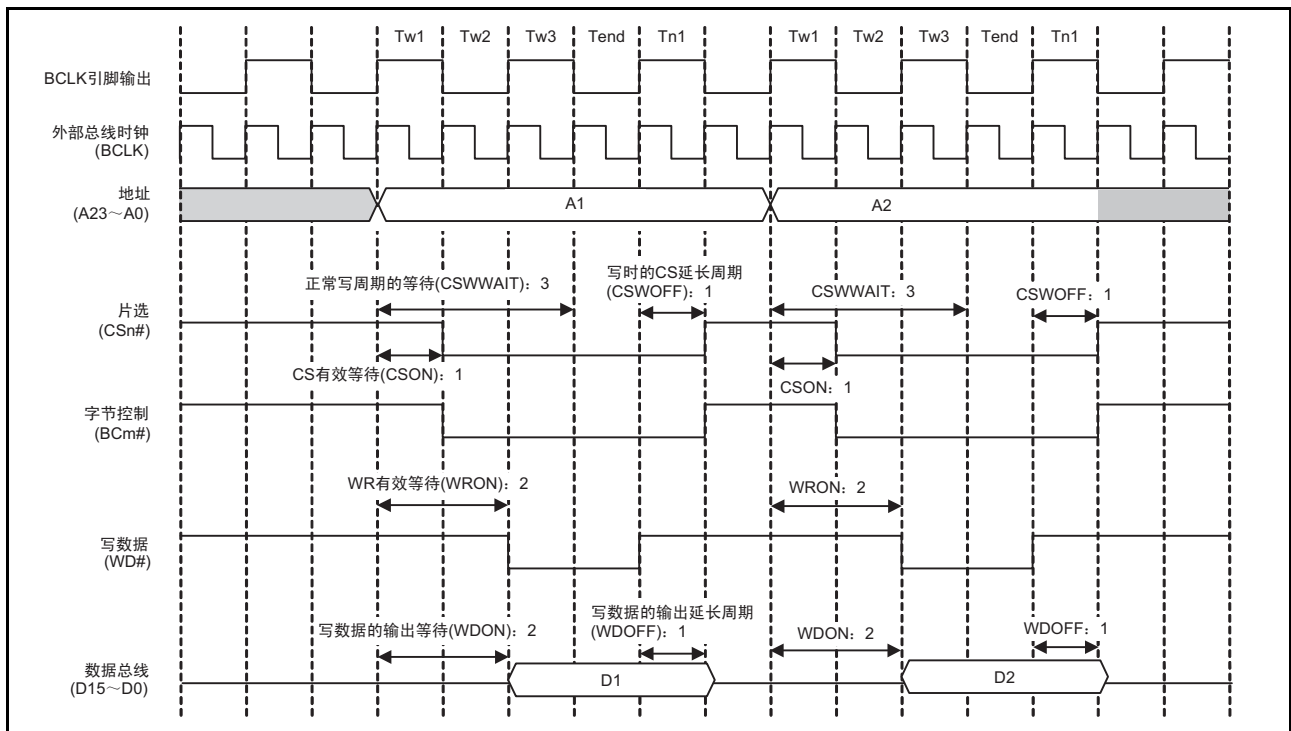 Tw1 Tw2 Tw3 Tend Tn1 Tw1 Tw2 Tw3 Tend Tn1
BCLK引脚输出
外部总线时钟
(BCLK)
地址
(A23～A0)
A1 A2
正常写周期的等待(CSWWAIT)：3
写时的CS延长周期
(CSWOFF)：1
CSWWAIT：3
CSWOFF：1
片选
(CSn#)
CS有效等待(CSON)：1
CSON：1
字节控制
(BCm#)
WR有效等待(WRON)：2
WRON：2
写数据
(WD#)
写数据的输出等待(WDON)：2
写数据的输出延长周期
(WDOFF)：1
WDON：2
WDOFF：1
数据总线
(D15～D0)
D1 D2